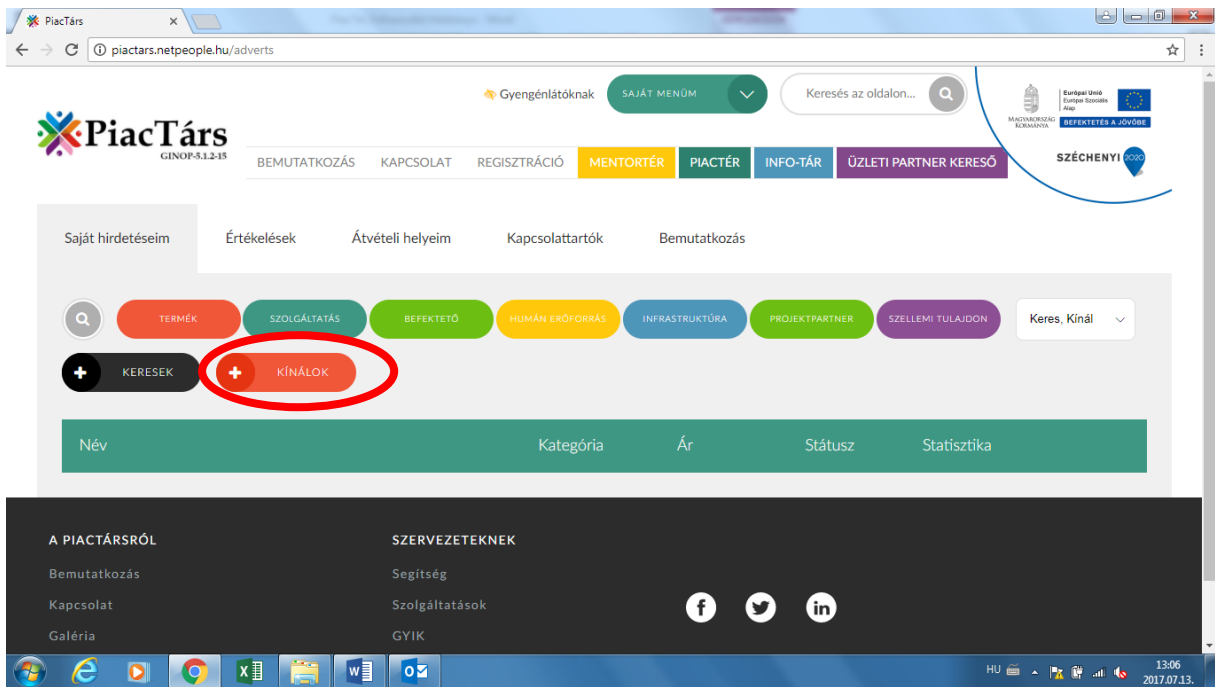 PiacTárs
piactars.netpeople.hu/adverts
Gyengénlátóknak
SAJÁT MENÜM
Keresés az oldalon...
MAGYARORSZÁG
KORMÁNYA
Európai Unió
Európai Szociális
Alap
BEFEKTETÉS A JÖVŐBE
PiacTárs
GINOP-5.1.2-15
BEMUTATKOZÁS KAPCSOLAT REGISZTRÁCIÓ MENTORTÉR PIACTÉR INFO-TÁR ÜZLETI PARTNER KERESŐ
SZÉCHENYI 2020
Saját hirdetéseim Értékelések Átvételi helyeim Kapcsolattartók Bemutatkozás
TERMÉK SZOLGÁLTATÁS BEFEKTETŐ HUMÁN ERŐFORRÁS INFRASTRUKTÚRA PROJEKTPARTNER SZELLEMI TULAJDON Keres, Kínál
KERESEK KÍNÁLOK
Név Kategória Ár Státusz Statisztika
A PIACTÁRSRÓL SZERVEZETEKNEK
Bemutatkozás Segítség
Kapcsolat Szolgáltatások
Galéria GYIK
HU
13:06
2017.07.13.